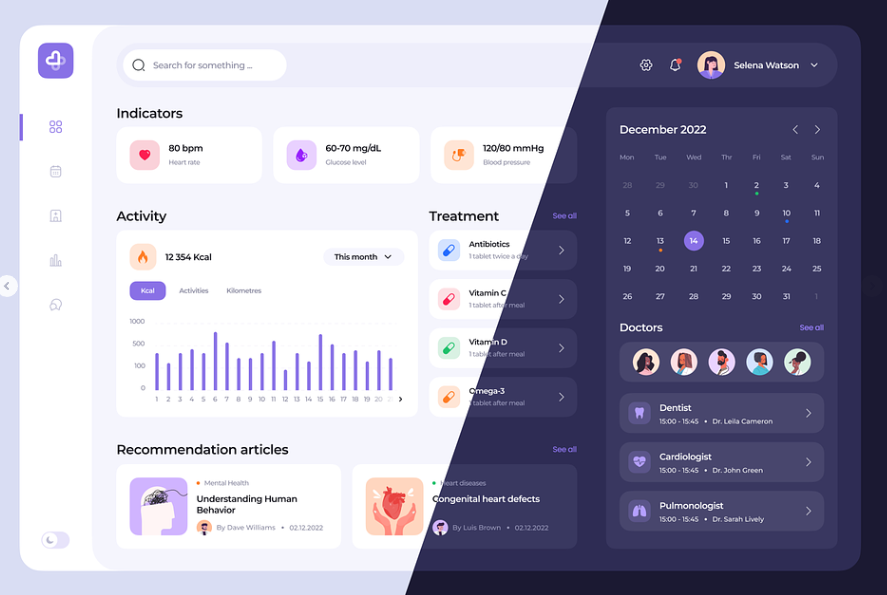 Search for something ...
Selena Watson
Indicators
80 bpm
Heart rate
60-70 mg/dL
Glucose level
120/80 mmHg
Blood pressure
Activity
12 354 Kcal
This month
Kcal Activities Kilometres
1000
500
100
0
1 2 3 4 5 6 7 8 9 10 11 12 13 14 15 16 17 18 19 20
Treatment
See all
Antibiotics
1 tablet twice a day
Vitamin C
1 tablet after meal
Vitamin D
1 tablet after meal
Omega-3
1 tablet after meal
Recommendation articles
See all
Mental Health
Understanding Human
Behavior
By Dave Williams • 02.12.2022
Heart diseases
Congenital heart defects
By Luis Brown • 02.12.2022
December 2022
Mon Tue Wed Thr Fri Sat Sun
28 29 30 1 2 3 4
5 6 7 8 9 10 11
12 13 14 15 16 17 18
19 20 21 22 23 24 25
26 27 28 29 30 31 1
Doctors
See all
Dentist
15:00 - 15:45 • Dr. Leila Cameron
Cardiologist
15:00 - 15:45 • Dr. John Green
Pulmonologist
15:00 - 15:45 • Dr. Sarah Lively